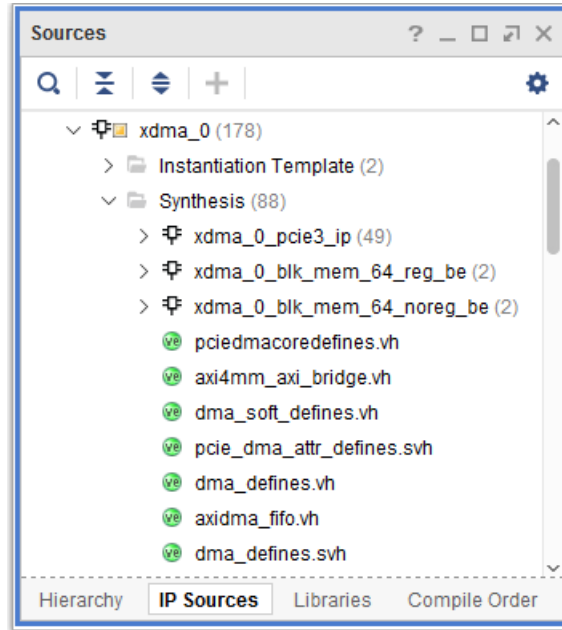 Sources
xdma_0 (178)
Instantiation Template (2)
Synthesis (88)
xdma_0_pcie3_ip (49)
xdma_0_blk_mem_64_reg_be (2)
xdma_0_blk_mem_64_noreg_be (2)
pciedmacoredefines.vh
axi4mm_axi_bridge.vh
dma_soft_defines.vh
pcie_dma_attr_defines.svh
dma_defines.vh
axidma_fifo.vh
dma_defines.svh
Hierarchy IP Sources Libraries Compile Order